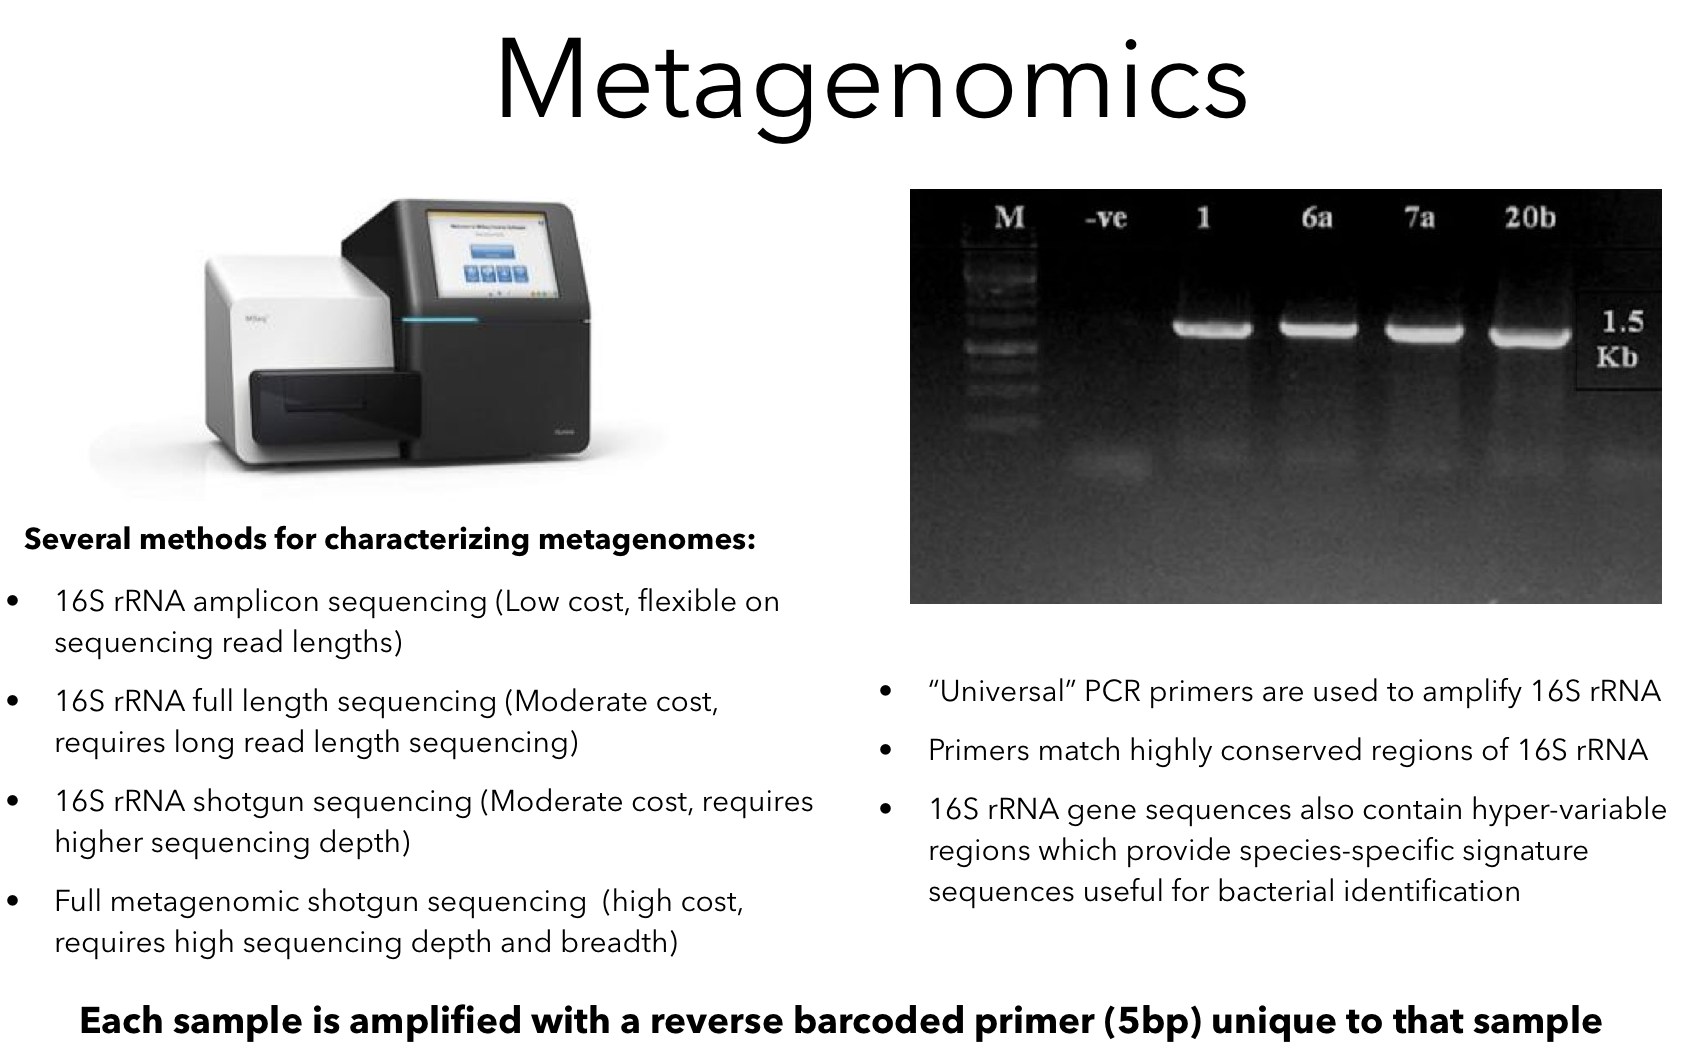 Metagenomics
MiSeq
M -ve 1 6a 7a 20b
1.5
Kb
Several methods for characterizing metagenomes:
• 16S rRNA amplicon sequencing (Low cost, flexible on
sequencing read lengths)
• 16S rRNA full length sequencing (Moderate cost,
requires long read length sequencing)
• 16S rRNA shotgun sequencing (Moderate cost, requires
higher sequencing depth)
• Full metagenomic shotgun sequencing  (high cost,
requires high sequencing depth and breadth)
• “Universal” PCR primers are used to amplify 16S rRNA
• Primers match highly conserved regions of 16S rRNA
• 16S rRNA gene sequences also contain hyper-variable
regions which provide species-specific signature
sequences useful for bacterial identification
Each sample is amplified with a reverse barcoded primer (5bp) unique to that sample